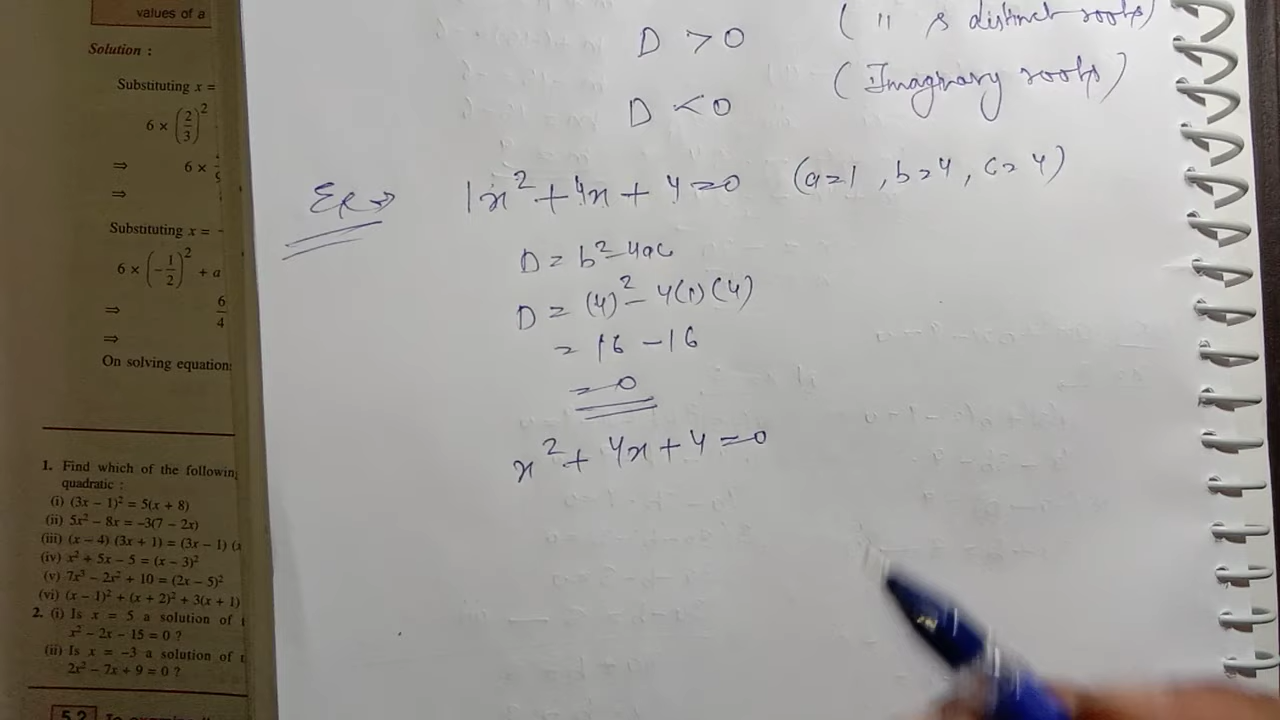 values of a
Solution :
Substituting x =
6 × (2/3)²
⇒ 6 ×
⇒
Substituting x = -
6 × (-1/2)² + a
⇒ 6/4
⇒
On solving equation
1. Find which of the following
quadratic :
(i) (3x - 1)² = 5(x + 8)
(ii) 5x² - 8x = -3(7 - 2x)
(iii) (x - 4) (3x + 1) = (3x - 1) (x
(iv) x² + 5x - 5 = (x - 3)²
(v) 7x³ - 2x² + 10 = (2x - 5)²
(vi) (x - 1)² + (x + 2)² + 3(x + 1)
2. (i) Is x = 5 a solution of
x² - 2x - 15 = 0 ?
(ii) Is x = -3 a solution of
2x² - 7x + 9 = 0 ?
5.2
D > 0 ( " & distinct roots)
D < 0 (Imaginary roots)
Ex → 1x² + 4x + 4 = 0 (a=1, b=4, c=4)
D = b² - 4ac
D = (4)² - 4(1)(4)
= 16 - 16
= 0
x² + 4x + 4 = 0